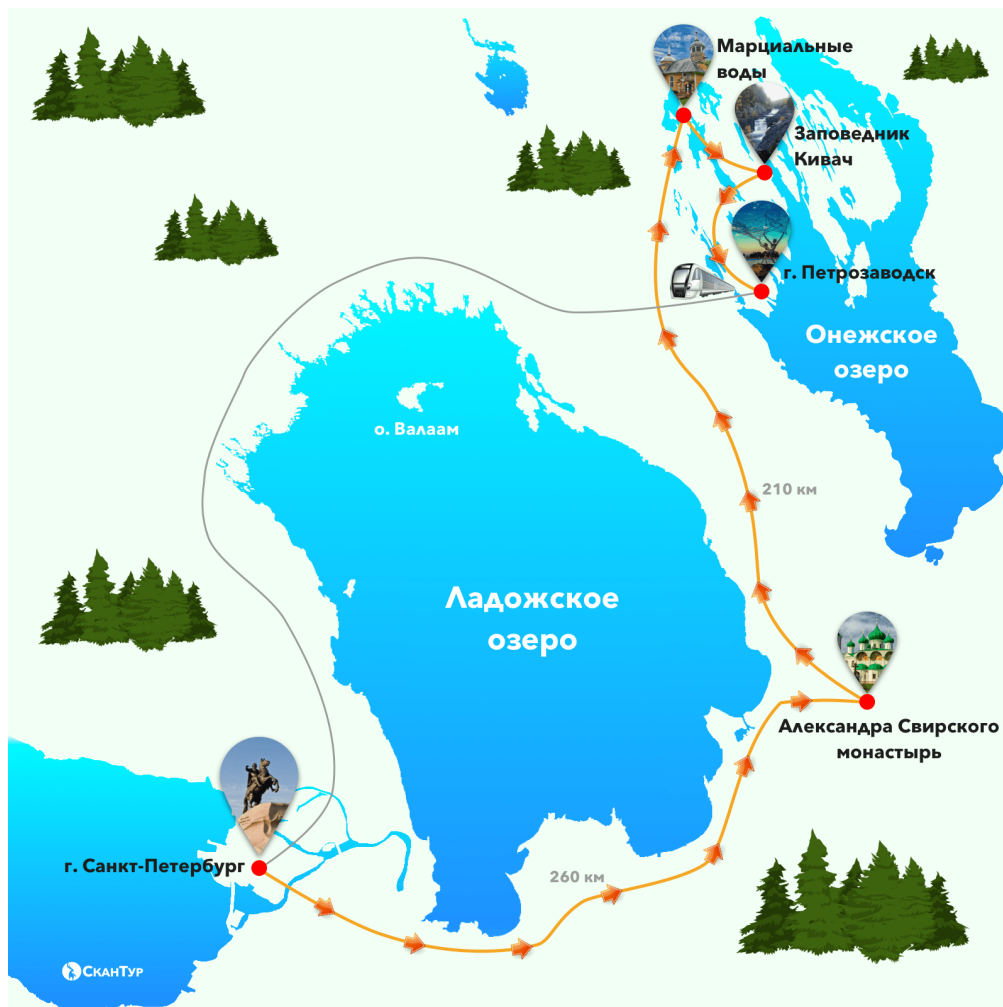 Марциальные
воды
Заповедник
Кивач
г. Петрозаводск
Онежское
озеро
о. Валаам
210 км
Ладожское
озеро
Александра Свирского
монастырь
г. Санкт-Петербург
260 км
СканТур